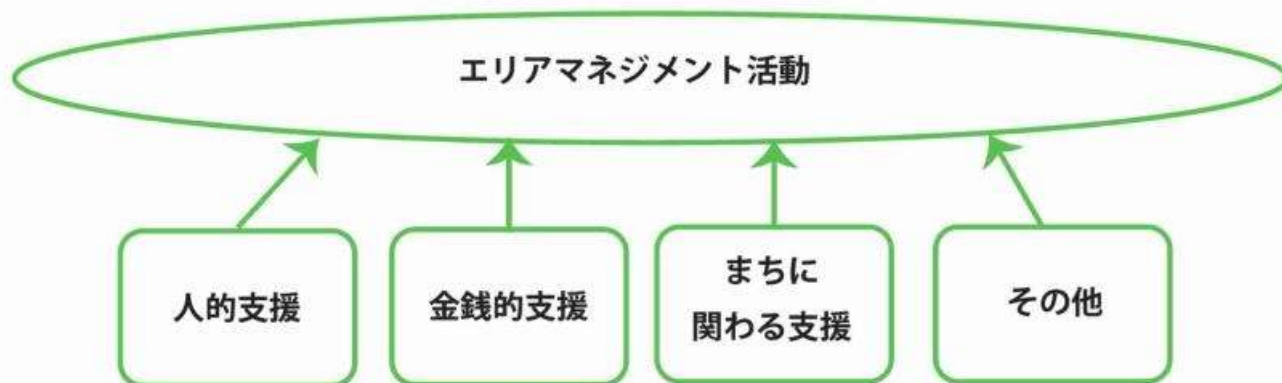 エリアマネジメント活動
人的支援
金銭的支援
まちに
関わる支援
その他